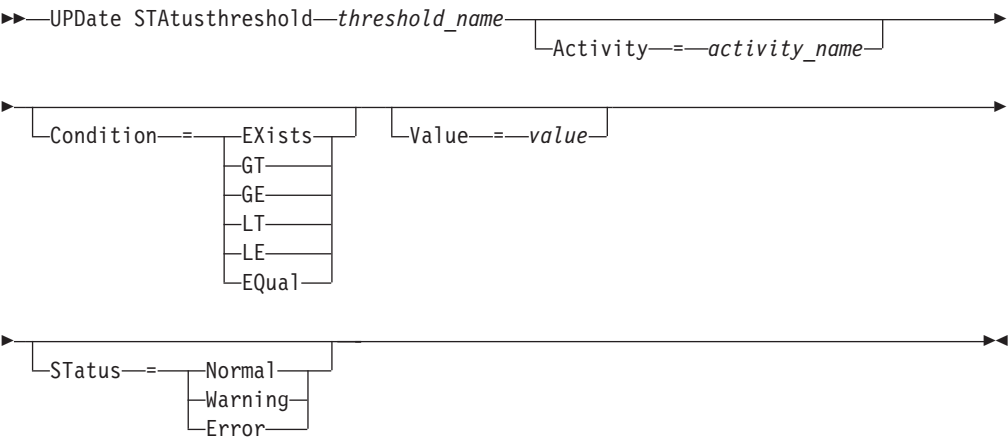 UPDate STAtusthreshold threshold_name
Activity = activity_name
Condition = EXists
GT
GE
LT
LE
EQual
Value = value
STatus = Normal
Warning
Error